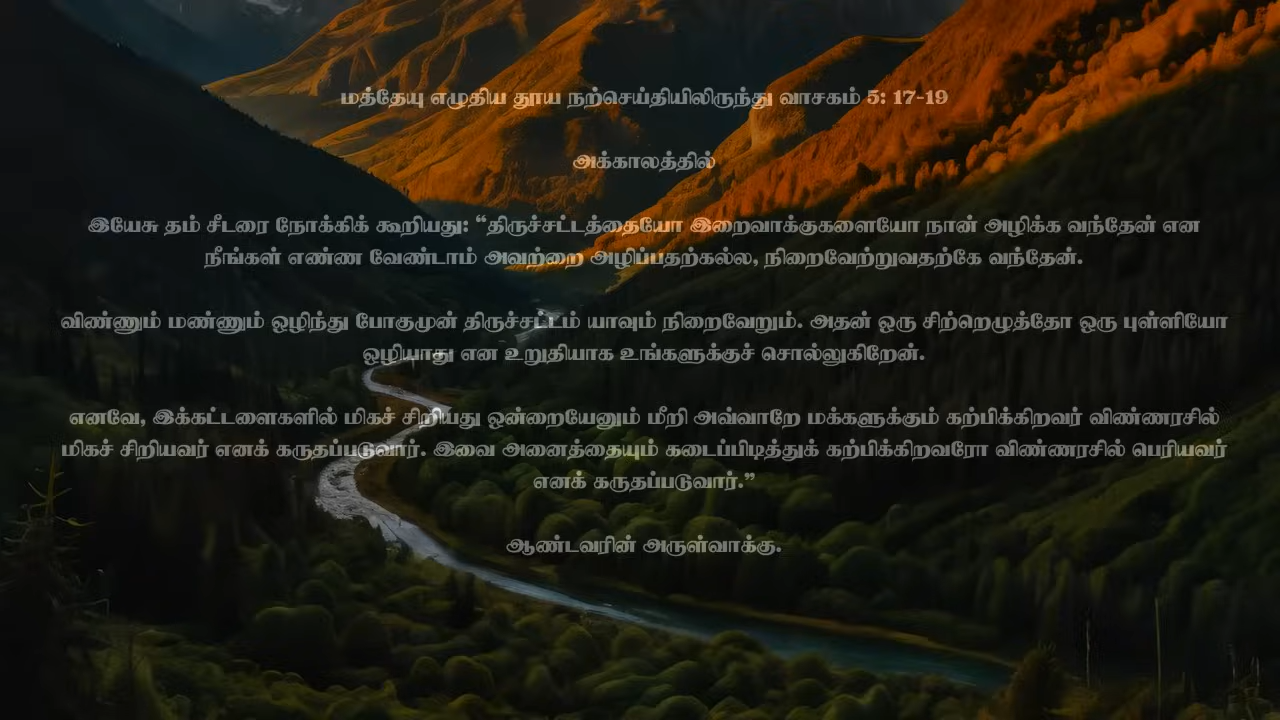 மத்தேயு எழுதிய தூய நற்செய்தியிலிருந்து வாசகம் 5: 17-19
அக்காலத்தில்
இயேசு தம் சீடரை நோக்கிக் கூறியது: “திருச்சட்டத்தையோ இறைவாக்குகளையோ நான் அழிக்க வந்தேன் என
நீங்கள் எண்ண வேண்டாம் அவற்றை அழிப்பதற்கல்ல, நிறைவேற்றுவதற்கே வந்தேன்.
விண்ணும் மண்ணும் ஒழிந்து போகுமுன் திருச்சட்டம் யாவும் நிறைவேறும். அதன் ஒரு சிற்றெழுத்தோ ஒரு புள்ளியோ
ஒழியாது என உறுதியாக உங்களுக்குச் சொல்லுகிறேன்.
எனவே, இக்கட்டளைகளில் மிகச் சிறியது ஒன்றையேனும் மீறி அவ்வாறே மக்களுக்கும் கற்பிக்கிறவர் விண்ணரசில்
மிகச் சிறியவர் எனக் கருதப்படுவார். இவை அனைத்தையும் கடைப்பிடித்துக் கற்பிக்கிறவரோ விண்ணரசில் பெரியவர்
எனக் கருதப்படுவார்.”
ஆண்டவரின் அருள்வாக்கு.